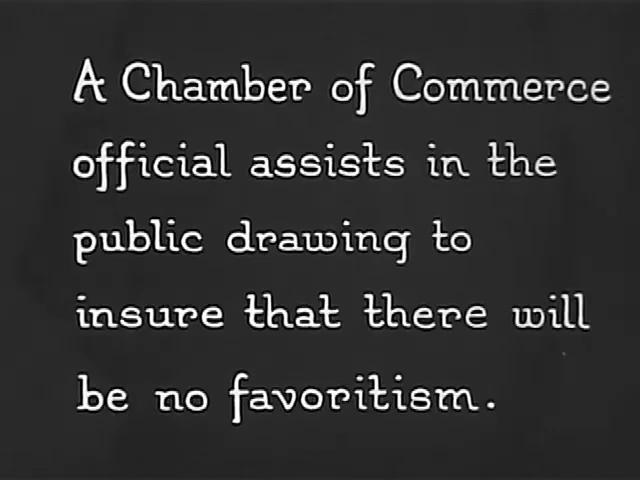 A Chamber of Commerce
official assists in the
public drawing to
insure that there will
be no favoritism.